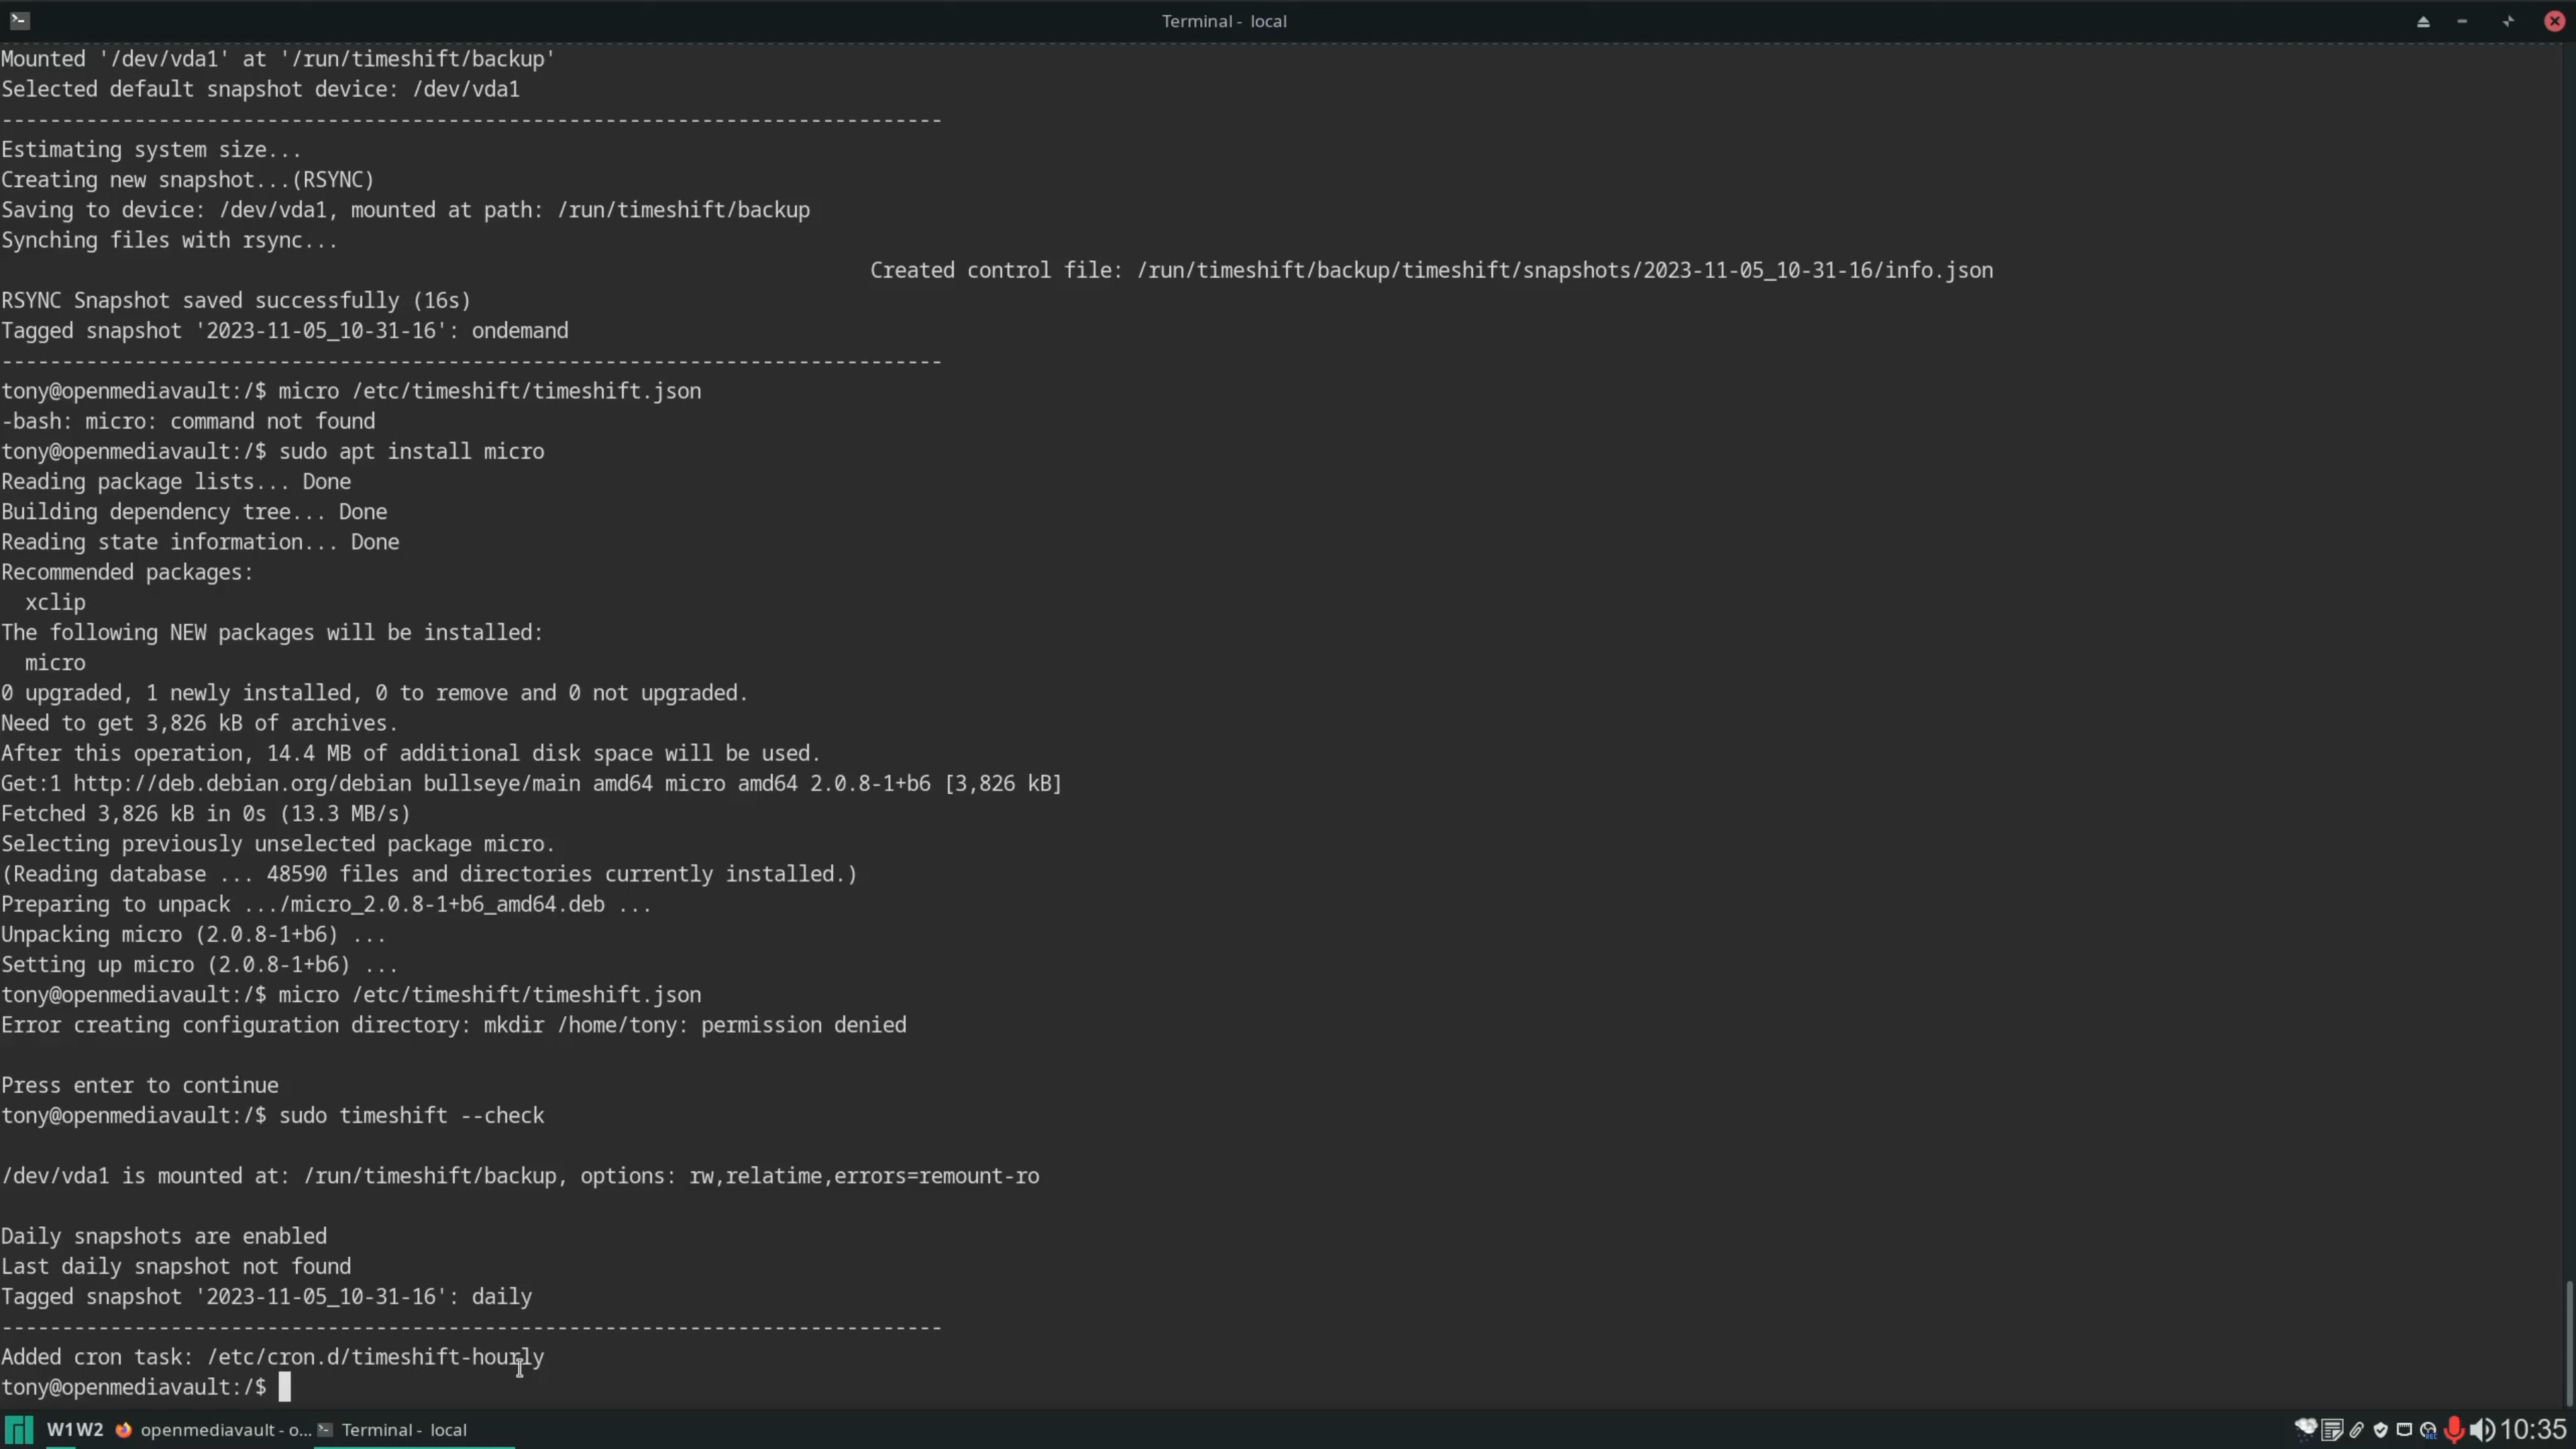 Terminal - local
Mounted '/dev/vda1' at '/run/timeshift/backup'
Selected default snapshot device: /dev/vda1
------------------------------------------------------------------------------
Estimating system size...
Creating new snapshot...(RSYNC)
Saving to device: /dev/vda1, mounted at path: /run/timeshift/backup
Synching files with rsync...
Created control file: /run/timeshift/backup/timeshift/snapshots/2023-11-05_10-31-16/info.json
RSYNC Snapshot saved successfully (16s)
Tagged snapshot '2023-11-05_10-31-16': ondemand
------------------------------------------------------------------------------
tony@openmediavault:/$ micro /etc/timeshift/timeshift.json
-bash: micro: command not found
tony@openmediavault:/$ sudo apt install micro
Reading package lists... Done
Building dependency tree... Done
Reading state information... Done
Recommended packages:
  xclip
The following NEW packages will be installed:
  micro
0 upgraded, 1 newly installed, 0 to remove and 0 not upgraded.
Need to get 3,826 kB of archives.
After this operation, 14.4 MB of additional disk space will be used.
Get:1 http://deb.debian.org/debian bullseye/main amd64 micro amd64 2.0.8-1+b6 [3,826 kB]
Fetched 3,826 kB in 0s (13.3 MB/s)
Selecting previously unselected package micro.
(Reading database ... 48590 files and directories currently installed.)
Preparing to unpack .../micro_2.0.8-1+b6_amd64.deb ...
Unpacking micro (2.0.8-1+b6) ...
Setting up micro (2.0.8-1+b6) ...
tony@openmediavault:/$ micro /etc/timeshift/timeshift.json
Error creating configuration directory: mkdir /home/tony: permission denied
Press enter to continue
tony@openmediavault:/$ sudo timeshift --check
/dev/vda1 is mounted at: /run/timeshift/backup, options: rw,relatime,errors=remount-ro
Daily snapshots are enabled
Last daily snapshot not found
Tagged snapshot '2023-11-05_10-31-16': daily
------------------------------------------------------------------------------
Added cron task: /etc/cron.d/timeshift-hourly
tony@openmediavault:/$
W1 W2 openmediavault - o... Terminal - local 10:35